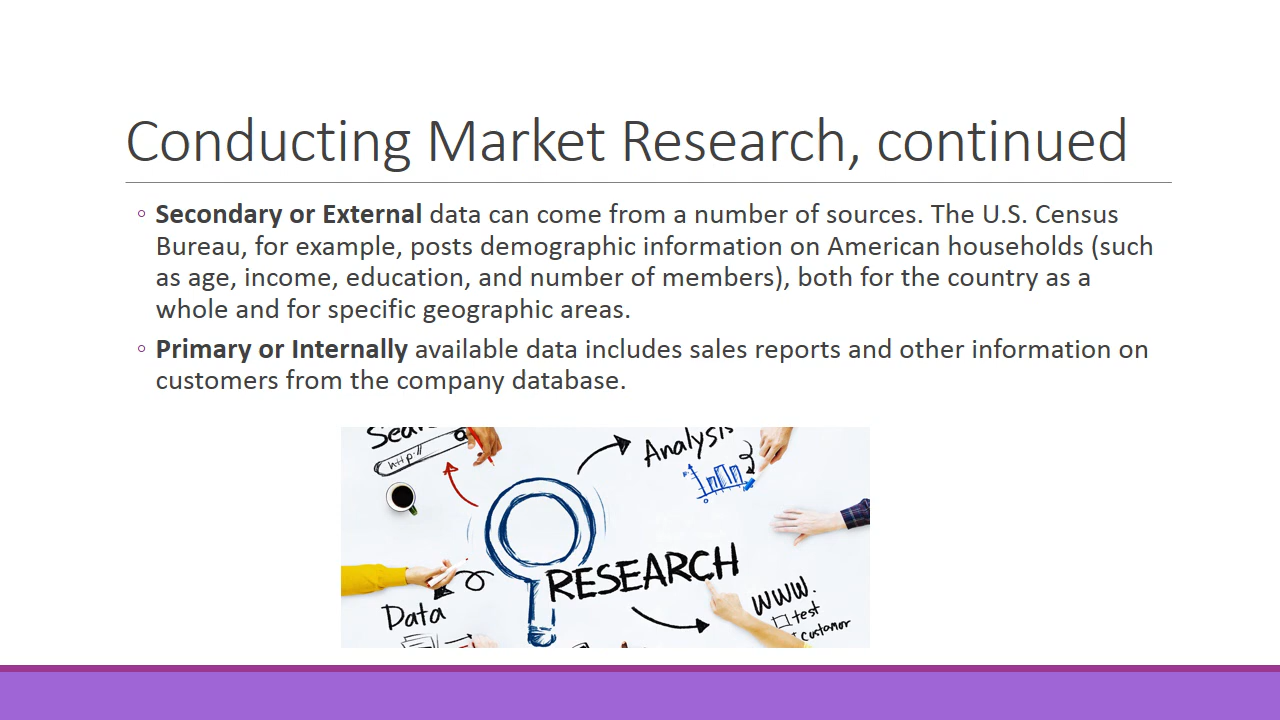 Conducting Market Research, continued
◦ Secondary or External data can come from a number of sources. The U.S. Census
Bureau, for example, posts demographic information on American households (such
as age, income, education, and number of members), both for the country as a
whole and for specific geographic areas.
◦ Primary or Internally available data includes sales reports and other information on
customers from the company database.
http://
Analysis
RESEARCH
Data
www.
test
customor